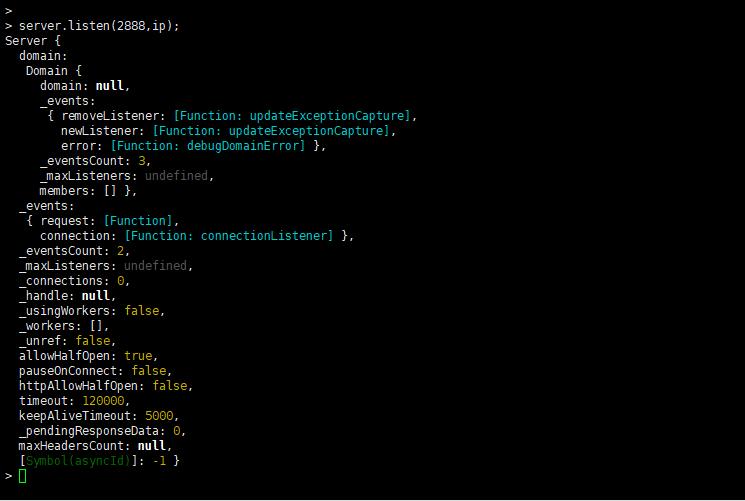 >
> server.listen(2888,ip);
Server {
  domain:
   Domain {
     domain: null,
     _events:
      { removeListener: [Function: updateExceptionCapture],
        newListener: [Function: updateExceptionCapture],
        error: [Function: debugDomainError] },
     _eventsCount: 3,
     _maxListeners: undefined,
     members: [] },
  _events:
   { request: [Function],
     connection: [Function: connectionListener] },
  _eventsCount: 2,
  _maxListeners: undefined,
  _connections: 0,
  _handle: null,
  _usingWorkers: false,
  _workers: [],
  _unref: false,
  allowHalfOpen: true,
  pauseOnConnect: false,
  httpAllowHalfOpen: false,
  timeout: 120000,
  keepAliveTimeout: 5000,
  _pendingResponseData: 0,
  maxHeadersCount: null,
  [Symbol(asyncId)]: -1 }
>